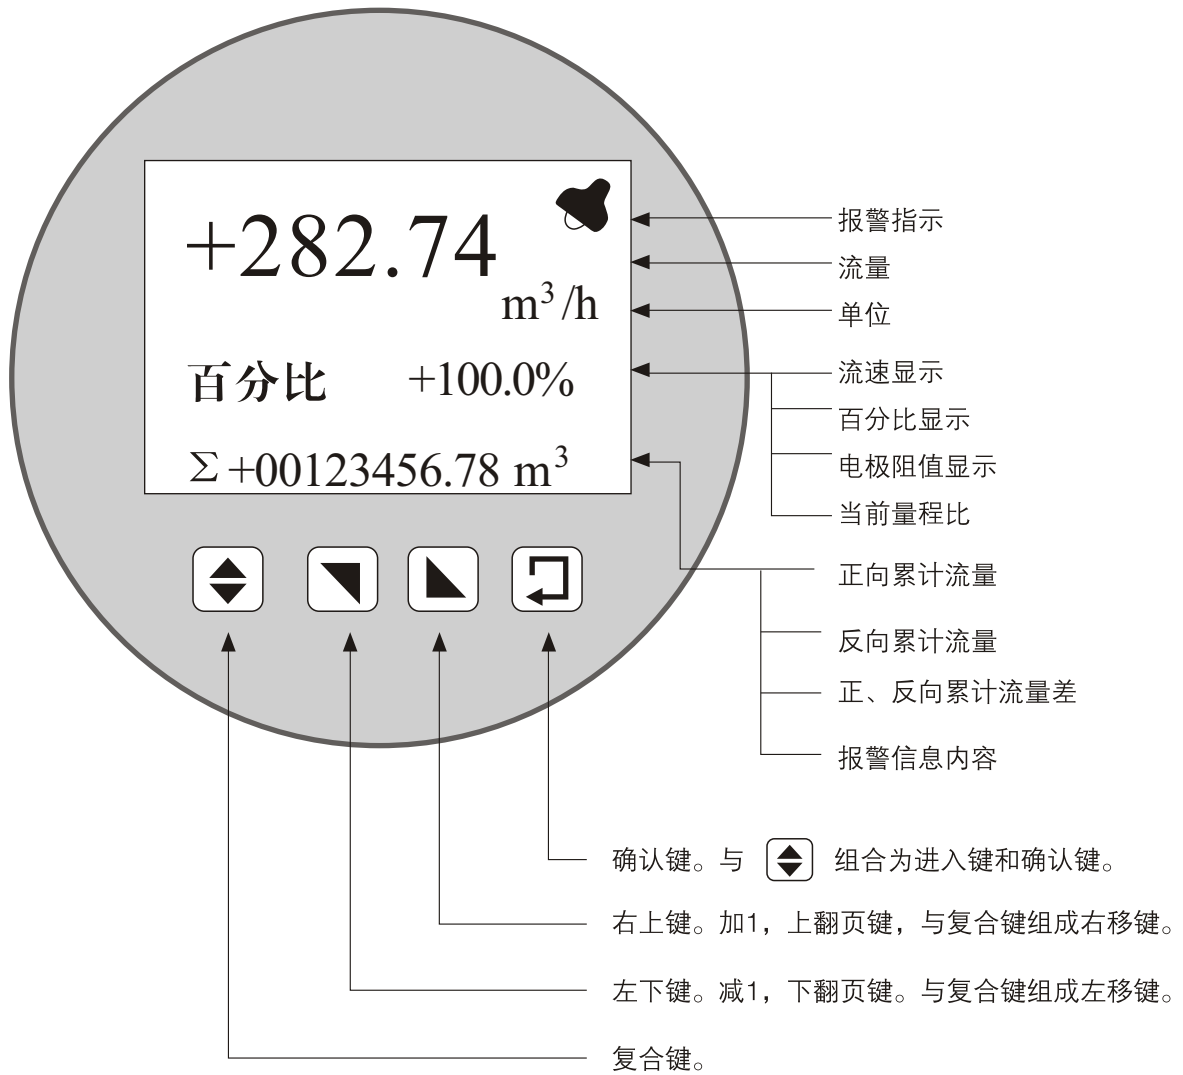 +282.74
m³/h
百分比 +100.0%
Σ+00123456.78 m³
报警指示
流量
单位
流速显示
百分比显示
电极阻值显示
当前量程比
正向累计流量
反向累计流量
正、反向累计流量差
报警信息内容
确认键。与 组合为进入键和确认键。
右上键。加1，上翻页键，与复合键组成右移键。
左下键。减1，下翻页键。与复合键组成左移键。
复合键。